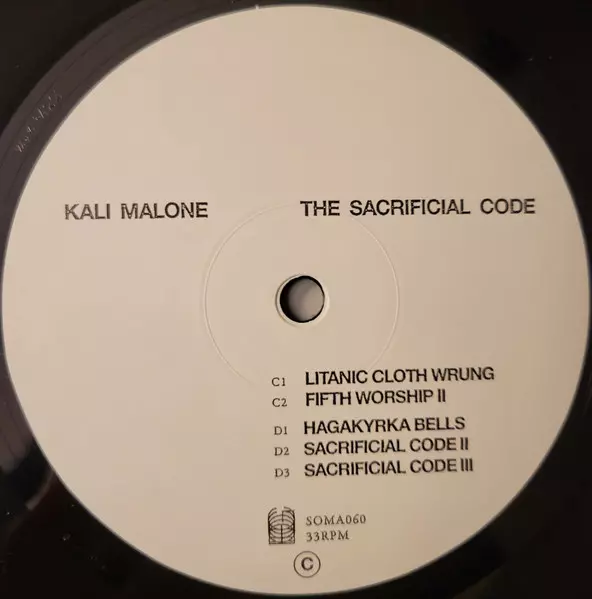 KALI MALONE THE SACRIFICIAL CODE
C1 LITANIC CLOTH WRUNG
C2 FIFTH WORSHIP II
D1 HAGAKYRKA BELLS
D2 SACRIFICIAL CODE II
D3 SACRIFICIAL CODE III
SOMA060
33RPM
C